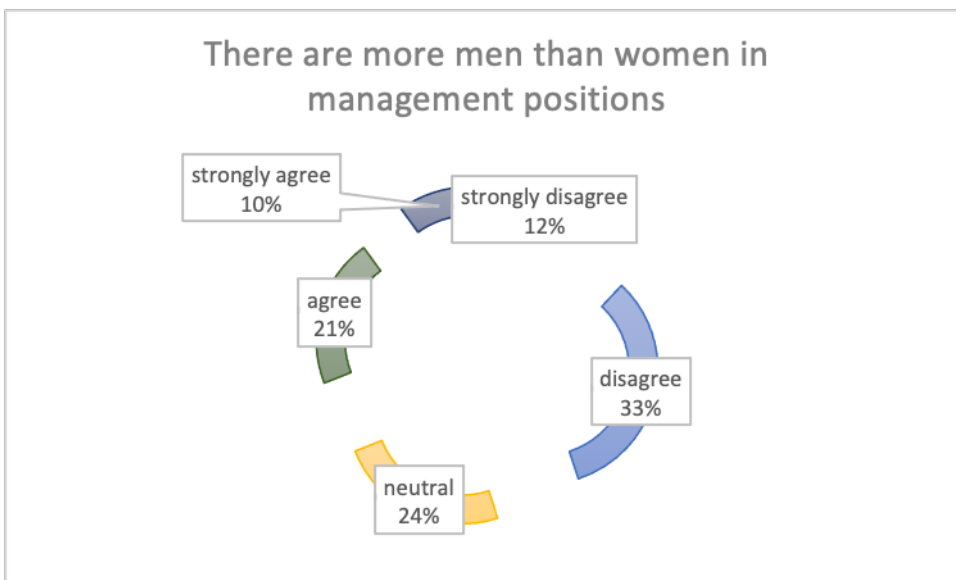 There are more men than women in
management positions
strongly agree
10%
strongly disagree
12%
agree
21%
disagree
33%
neutral
24%